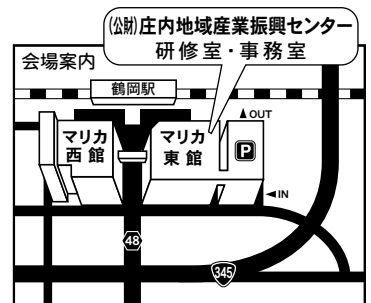 (公財)庄内地域産業振興センター
研修室・事務室
会場案内
鶴岡駅
OUT
マリカ
西館
マリカ
東館
P
IN
48
345